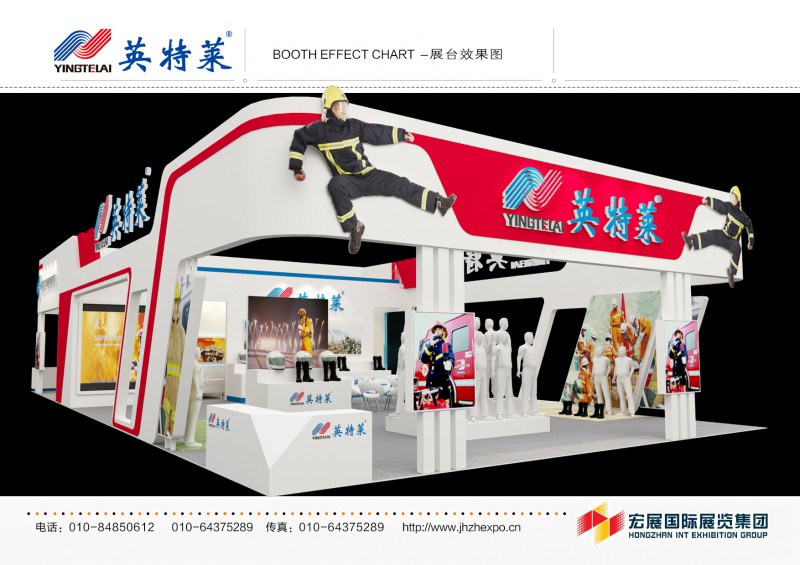 英特莱®
YINGTELAI
BOOTH EFFECT CHART –展台效果图
英特莱®
英特莱®
YINGTELAI
英特莱
英特莱
英特莱
YINGTELAI
电话：010-84850612 010-64375289 传真：010-64375289 http://www.jhzhexpo.cn
宏展国际展览集团
HONGZHAN INT EXHIBITION GROUP